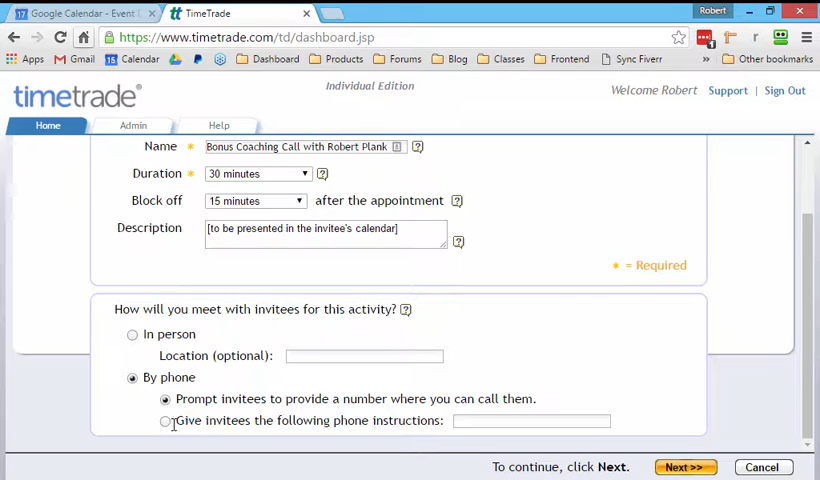 Google Calendar - Event
TimeTrade
Robert
https://www.timetrade.com/td/dashboard.jsp
1
Apps Gmail Calendar Forums Blog Classes Dashboard Products Frontend Sync Fiverr » Other bookmarks
timetrade®
Individual Edition
Welcome Robert Support Sign Out
Home Admin Help
Name * Bonus Coaching Call with Robert Plank ?
Duration * 30 minutes ?
Block off 15 minutes after the appointment ?
Description [to be presented in the invitee's calendar] ?
* = Required
How will you meet with invitees for this activity? ?
In person
Location (optional):
By phone
Prompt invitees to provide a number where you can call them.
Give invitees the following phone instructions:
To continue, click Next. Next >> Cancel